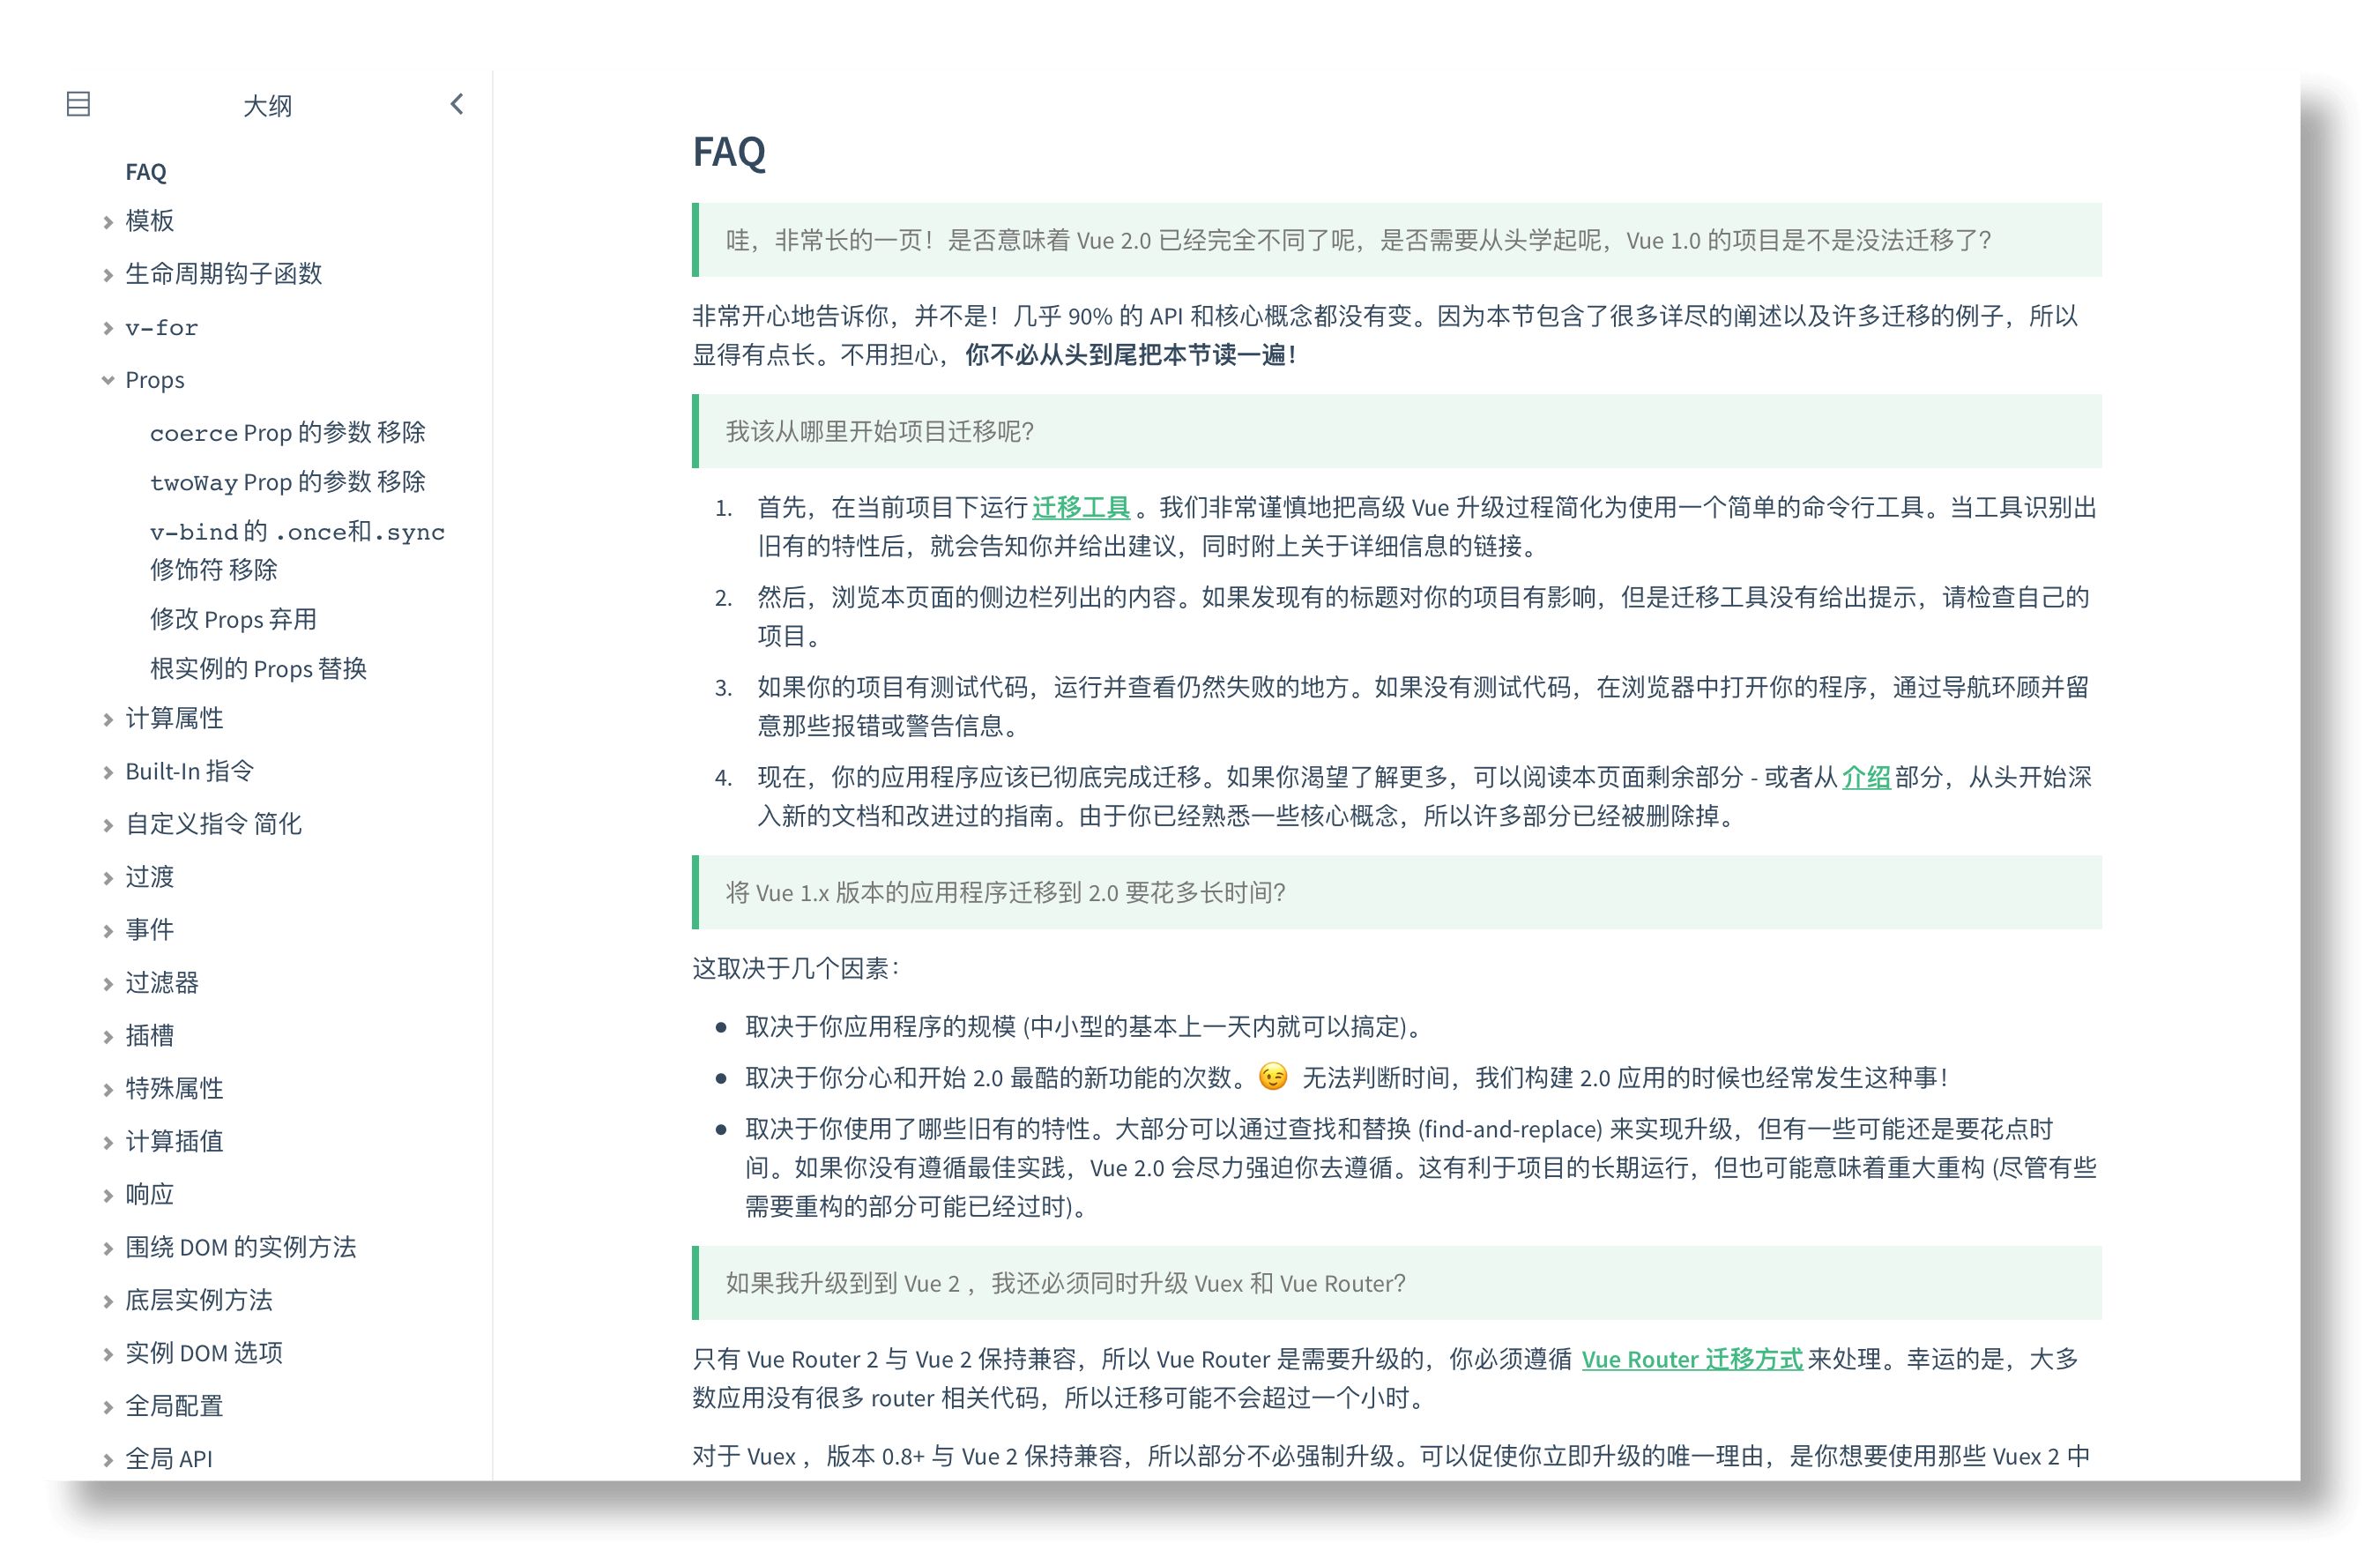 大纲
FAQ
模板
生命周期钩子函数
v-for
Props
coerce Prop 的参数 移除
twoWay Prop 的参数 移除
v-bind 的 .once和.sync
修饰符 移除
修改 Props 弃用
根实例的 Props 替换
计算属性
Built-In 指令
自定义指令 简化
过渡
事件
过滤器
插槽
特殊属性
计算插值
响应
围绕 DOM 的实例方法
底层实例方法
实例 DOM 选项
全局配置
全局 API
FAQ
哇，非常长的一页！是否意味着 Vue 2.0 已经完全不同了呢，是否需要从头学起呢，Vue 1.0 的项目是不是没法迁移了？
非常开心地告诉你，并不是！几乎 90% 的 API 和核心概念都没有变。因为本节包含了很多详尽的阐述以及许多迁移的例子，所以
显得有点长。不用担心，你不必从头到尾把本节读一遍！
我该从哪里开始项目迁移呢？
1. 首先，在当前项目下运行 迁移工具 。我们非常谨慎地把高级 Vue 升级过程简化为使用一个简单的命令行工具。当工具识别出
旧有的特性后，就会告知你并给出建议，同时附上关于详细信息的链接。
2. 然后，浏览本页面的侧边栏列出的内容。如果发现有的标题对你的项目有影响，但是迁移工具没有给出提示，请检查自己的
项目。
3. 如果你的项目有测试代码，运行并查看仍然失败的地方。如果没有测试代码，在浏览器中打开你的程序，通过导航环顾并留
意那些报错或警告信息。
4. 现在，你的应用程序应该已彻底完成迁移。如果你渴望了解更多，可以阅读本页面剩余部分 - 或者从 介绍 部分，从头开始深
入新的文档和改进过的指南。由于你已经熟悉一些核心概念，所以许多部分已经被删除掉。
将 Vue 1.x 版本的应用程序迁移到 2.0 要花多长时间？
这取决于几个因素：
● 取决于你应用程序的规模 (中小型的基本上一天内就可以搞定)。
● 取决于你分心和开始 2.0 最酷的新功能的次数。😉 无法判断时间，我们构建 2.0 应用的时候也经常发生这种事！
● 取决于你使用了哪些旧有的特性。大部分可以通过查找和替换 (find-and-replace) 来实现升级，但有一些可能还是要花点时
间。如果你没有遵循最佳实践，Vue 2.0 会尽力强迫你去遵循。这有利于项目的长期运行，但也可能意味着重大重构 (尽管有些
需要重构的部分可能已经过时)。
如果我升级到到 Vue 2 ，我还必须同时升级 Vuex 和 Vue Router？
只有 Vue Router 2 与 Vue 2 保持兼容，所以 Vue Router 是需要升级的，你必须遵循 Vue Router 迁移方式 来处理。幸运的是，大多
数应用没有很多 router 相关代码，所以迁移可能不会超过一个小时。
对于 Vuex ，版本 0.8+ 与 Vue 2 保持兼容，所以部分不必强制升级。可以促使你立即升级的唯一理由，是你想要使用那些 Vuex 2 中